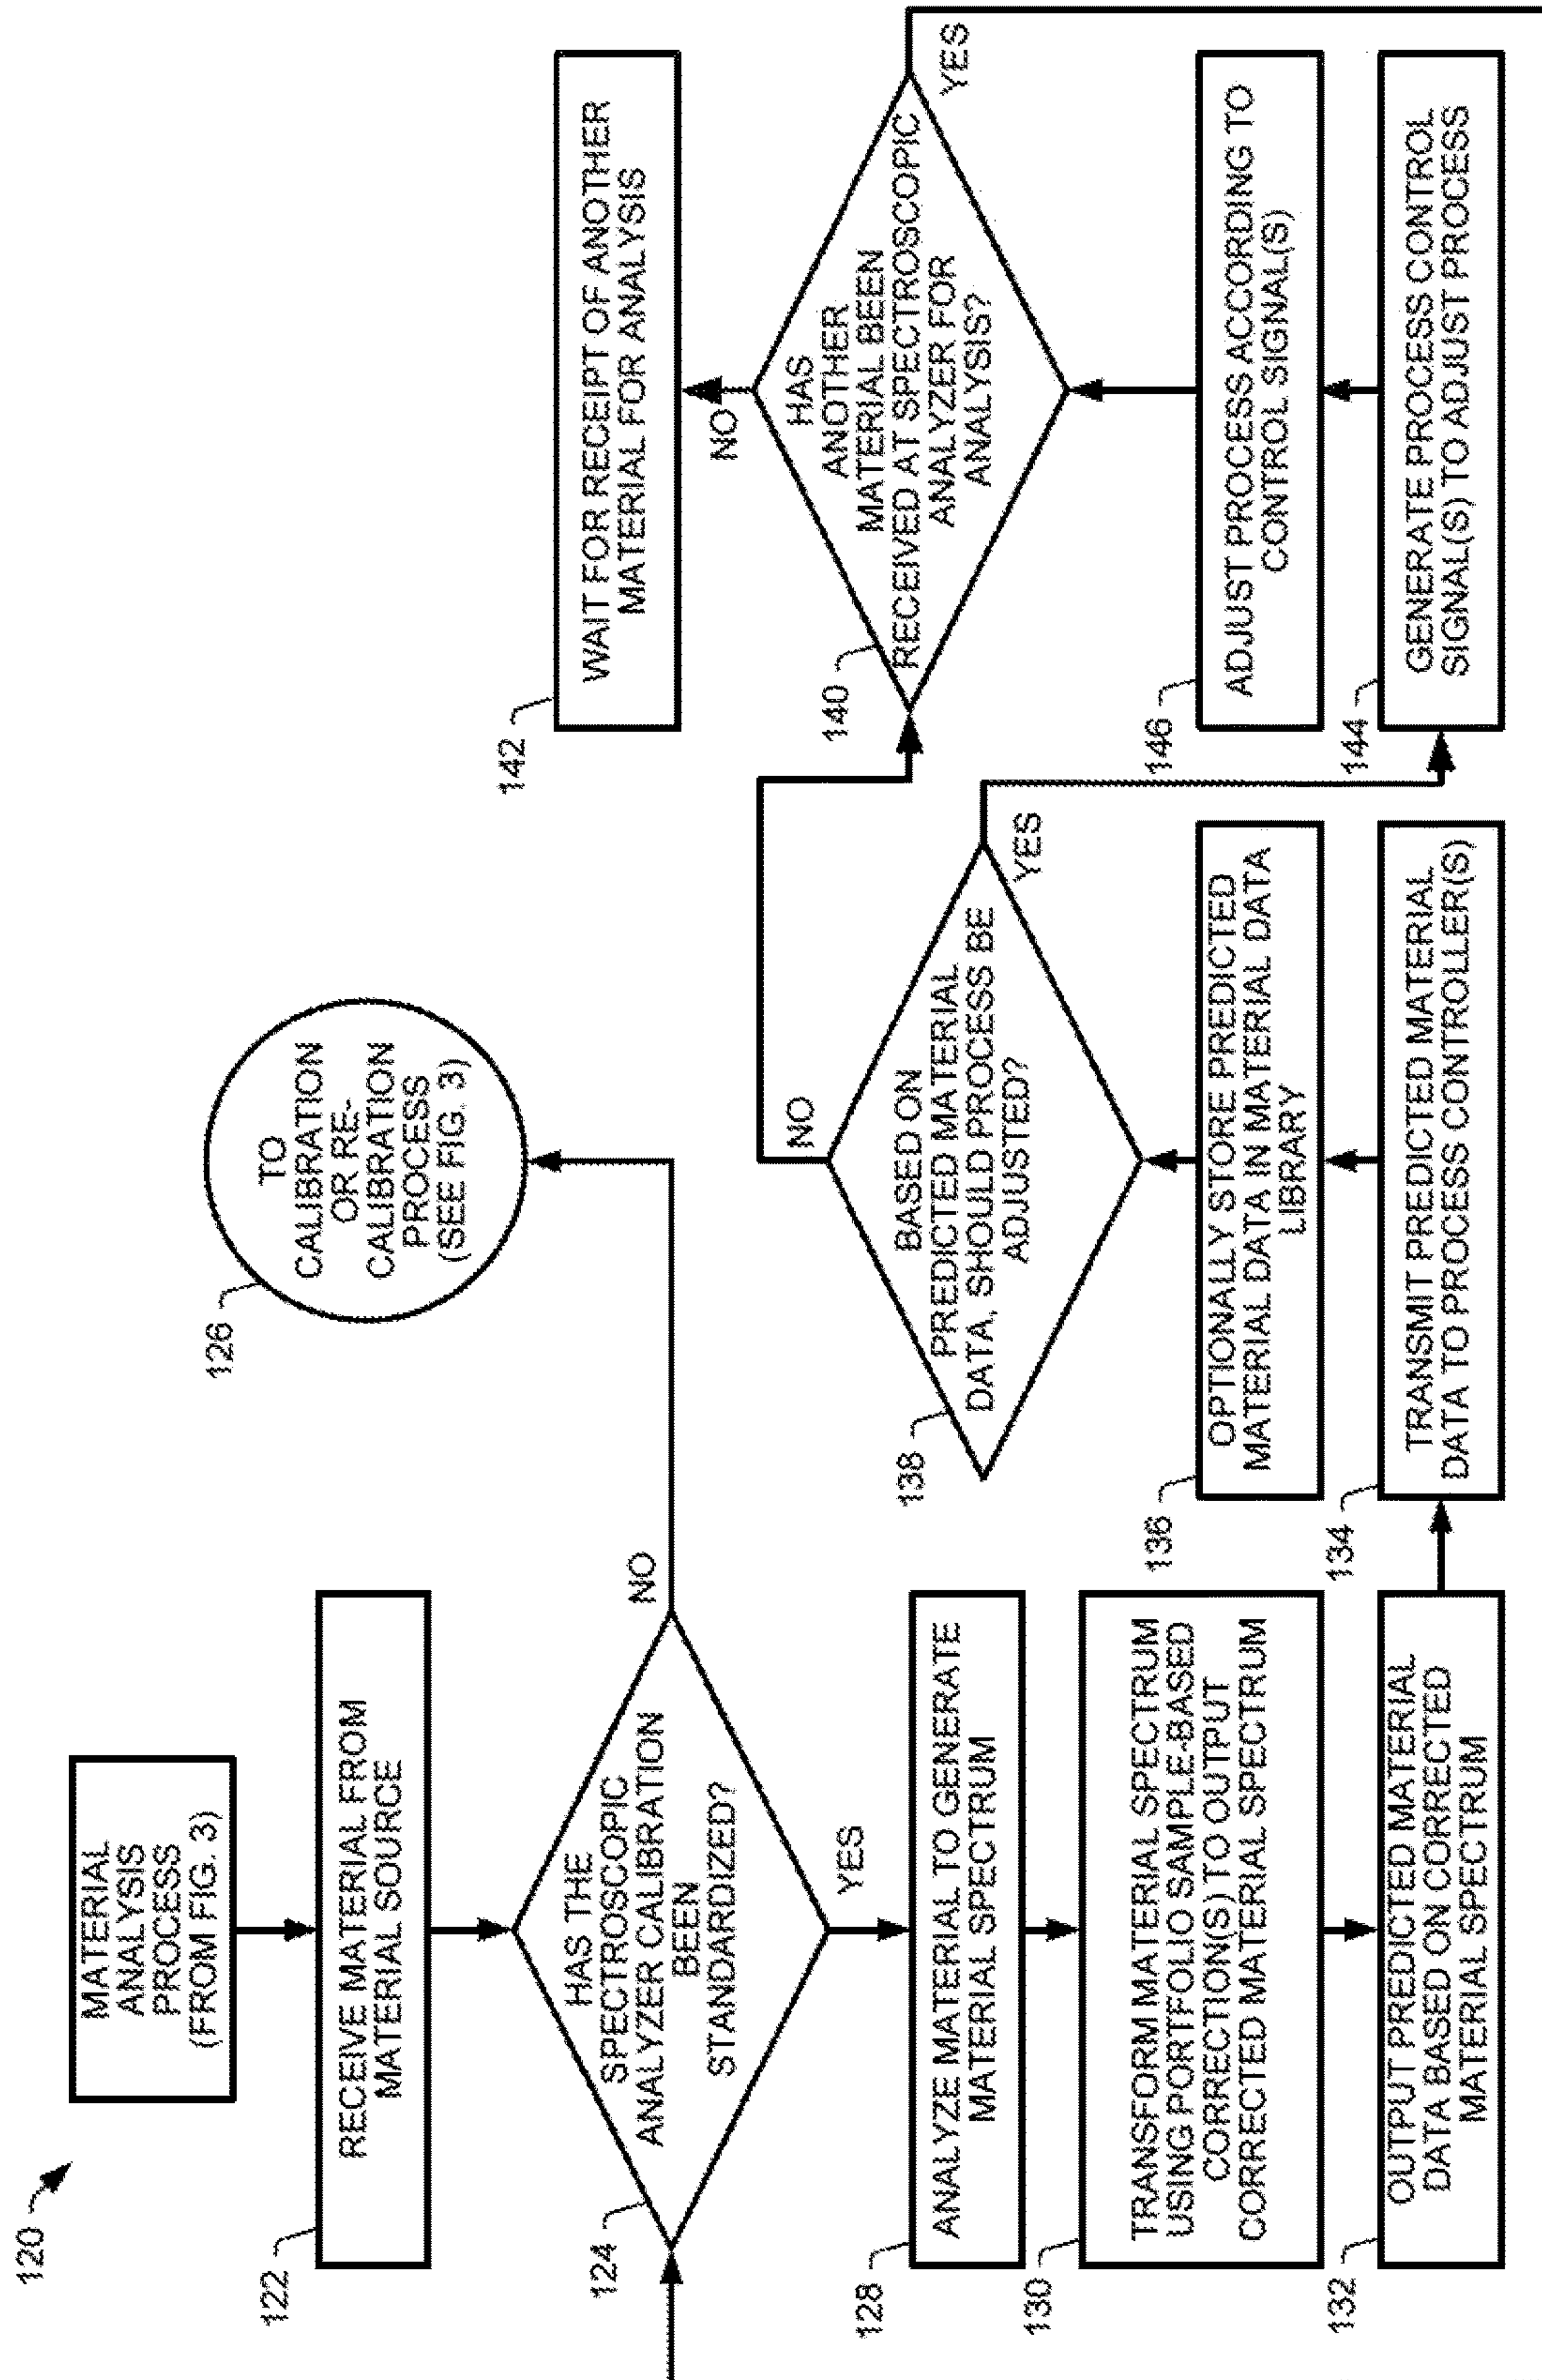 120
MATERIAL
ANALYSIS
PROCESS
(FROM FIG. 3)
122
RECEIVE MATERIAL FROM
MATERIAL SOURCE
124
HAS THE
SPECTROSCOPIC
ANALYZER CALIBRATION
BEEN
STANDARDIZED?
NO
YES
126
TO
CALIBRATION
OR RE-
CALIBRATION
PROCESS
(SEE FIG. 3)
128
ANALYZE MATERIAL TO GENERATE
MATERIAL SPECTRUM
130
TRANSFORM MATERIAL SPECTRUM
USING PORTFOLIO SAMPLE-BASED
CORRECTION(S) TO OUTPUT
CORRECTED MATERIAL SPECTRUM
132
OUTPUT PREDICTED MATERIAL
DATA BASED ON CORRECTED
MATERIAL SPECTRUM
134
TRANSMIT PREDICTED MATERIAL
DATA TO PROCESS CONTROLLER(S)
136
OPTIONALLY STORE PREDICTED
MATERIAL DATA IN MATERIAL DATA
LIBRARY
138
BASED ON
PREDICTED MATERIAL
DATA, SHOULD PROCESS BE
ADJUSTED?
NO
YES
140
HAS
ANOTHER
MATERIAL BEEN
RECEIVED AT SPECTROSCOPIC
ANALYZER FOR
ANALYSIS?
NO
YES
142
WAIT FOR RECEIPT OF ANOTHER
MATERIAL FOR ANALYSIS
144
GENERATE PROCESS CONTROL
SIGNAL(S) TO ADJUST PROCESS
146
ADJUST PROCESS ACCORDING TO
CONTROL SIGNAL(S)